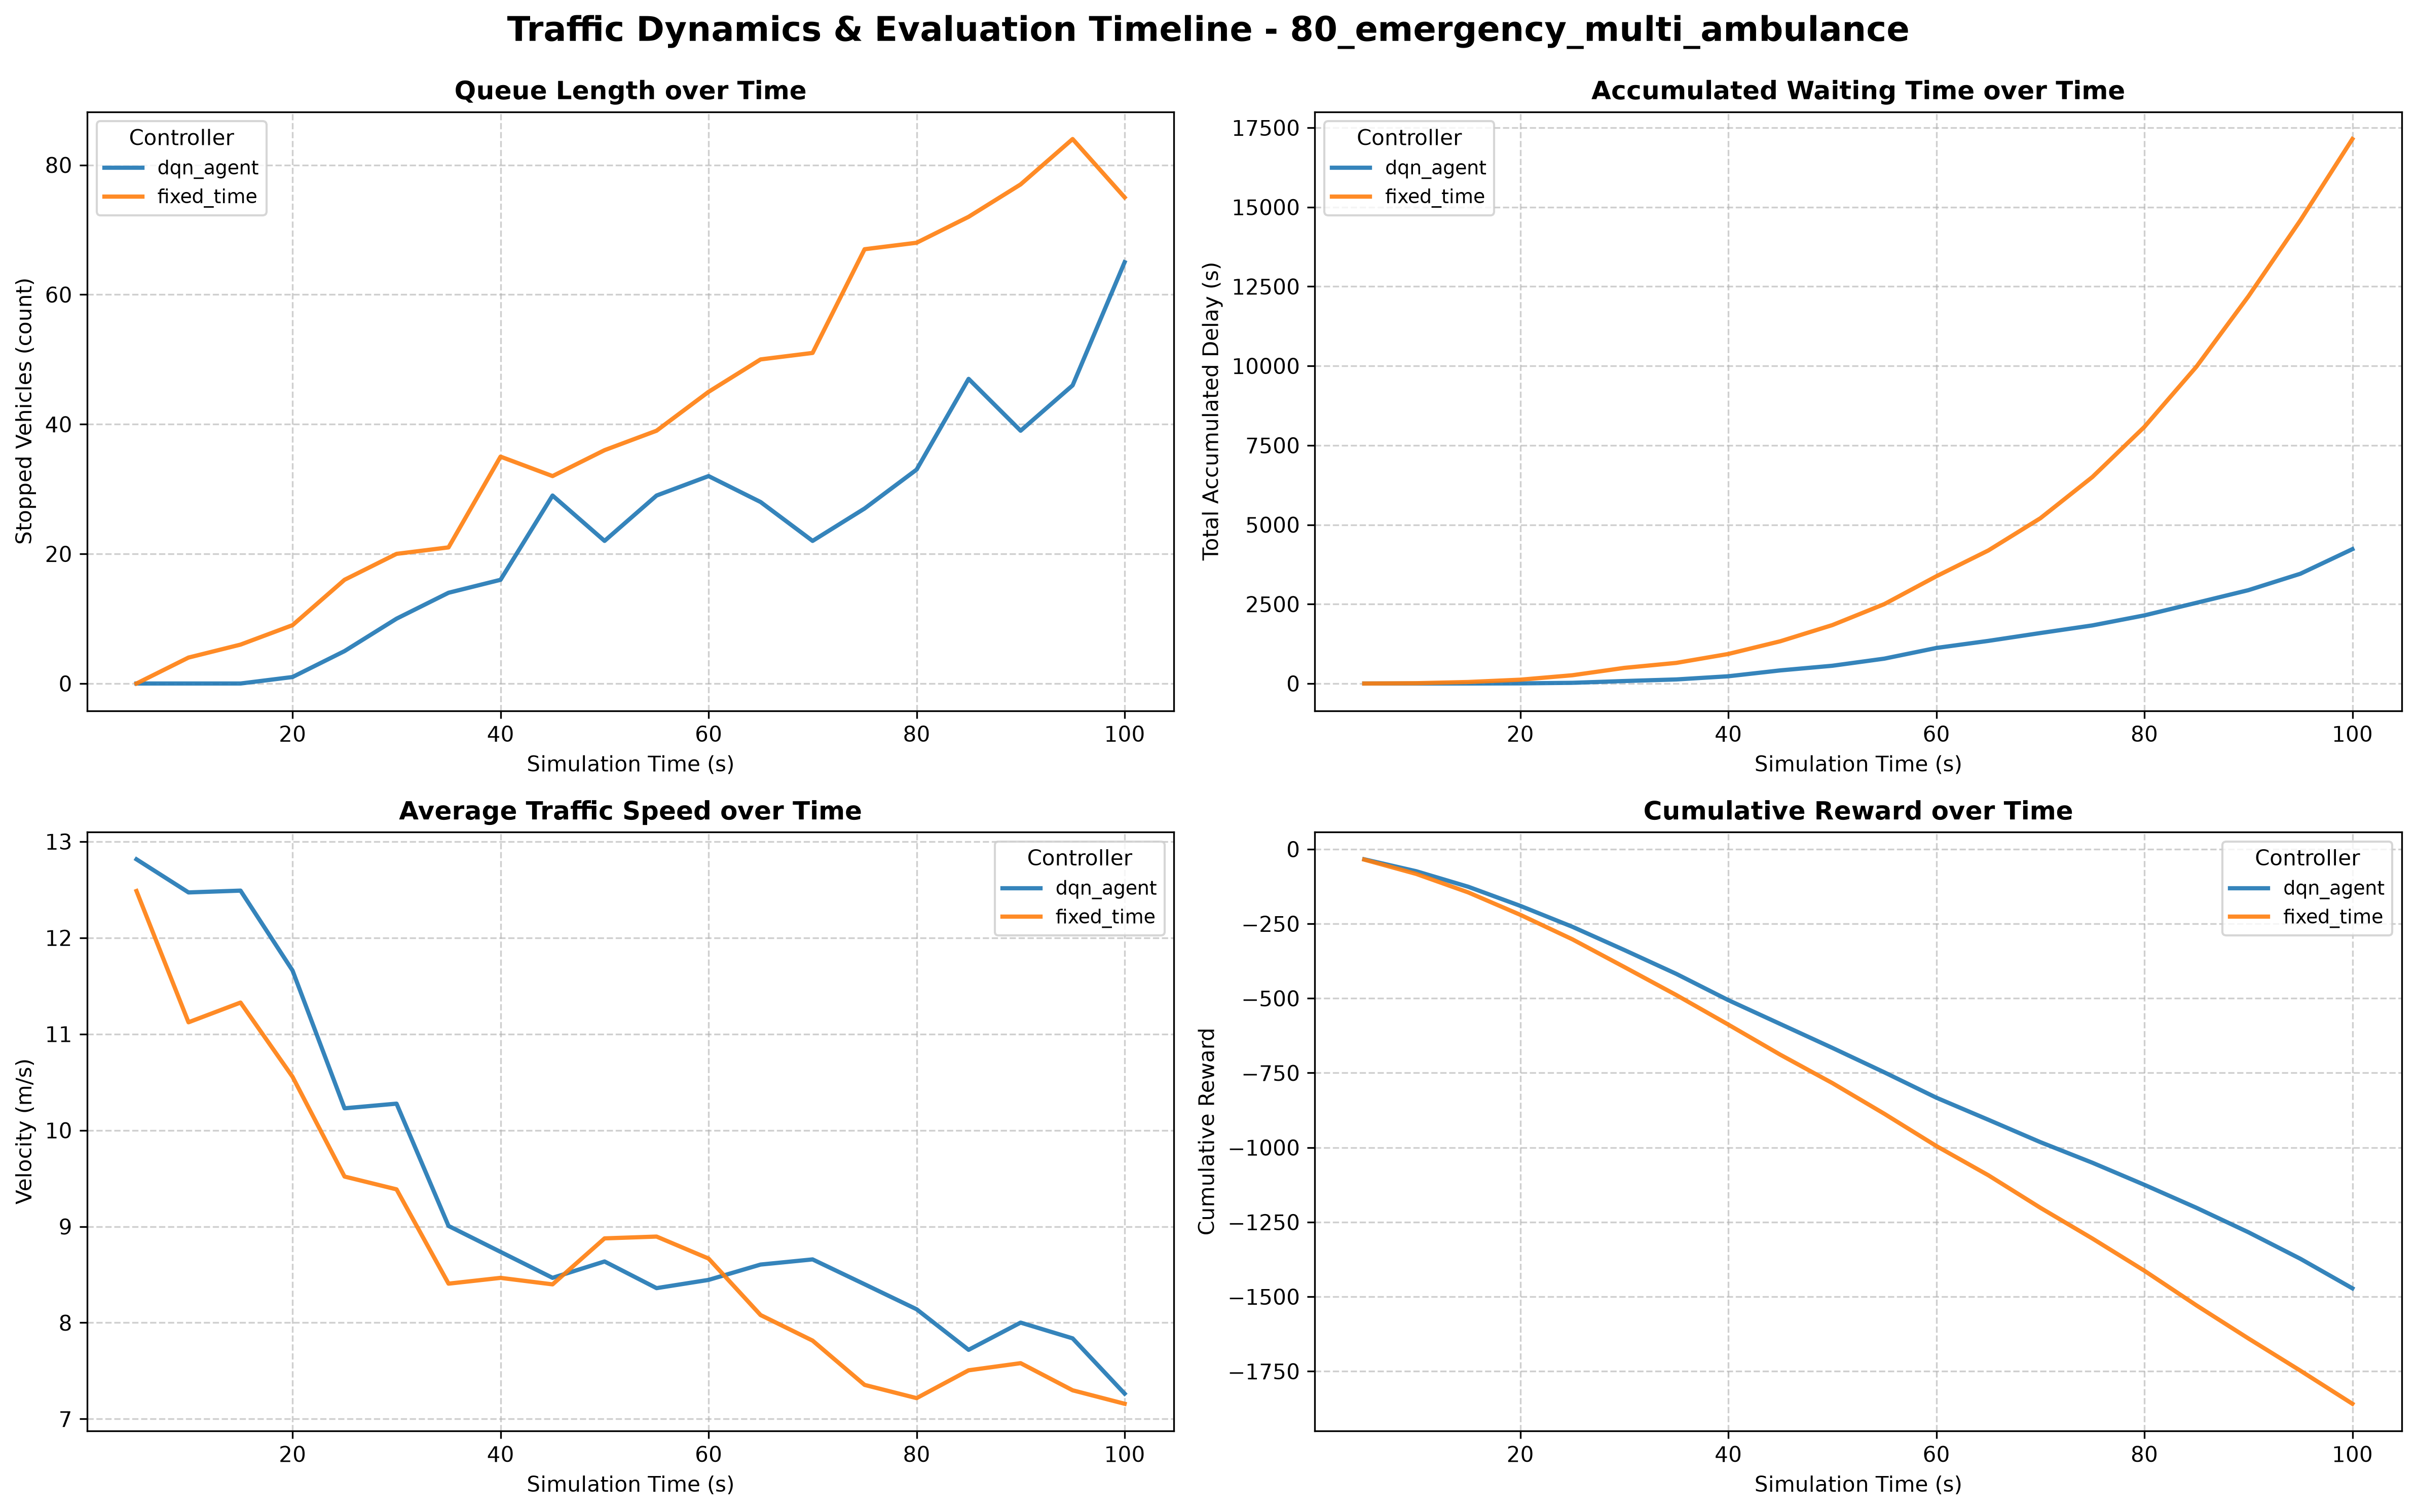 Traffic Dynamics & Evaluation Timeline - 80_emergency_multi_ambulance
Queue Length over Time
Controller
dqn_agent
fixed_time
80
60
40
20
0
Stopped Vehicles (count)
20 40 60 80 100
Simulation Time (s)
Accumulated Waiting Time over Time
Controller
dqn_agent
fixed_time
17500
15000
12500
10000
7500
5000
2500
0
Total Accumulated Delay (s)
20 40 60 80 100
Simulation Time (s)
Average Traffic Speed over Time
Controller
dqn_agent
fixed_time
13
12
11
10
9
8
7
Velocity (m/s)
20 40 60 80 100
Simulation Time (s)
Cumulative Reward over Time
Controller
dqn_agent
fixed_time
0
−250
−500
−750
−1000
−1250
−1500
−1750
Cumulative Reward
20 40 60 80 100
Simulation Time (s)